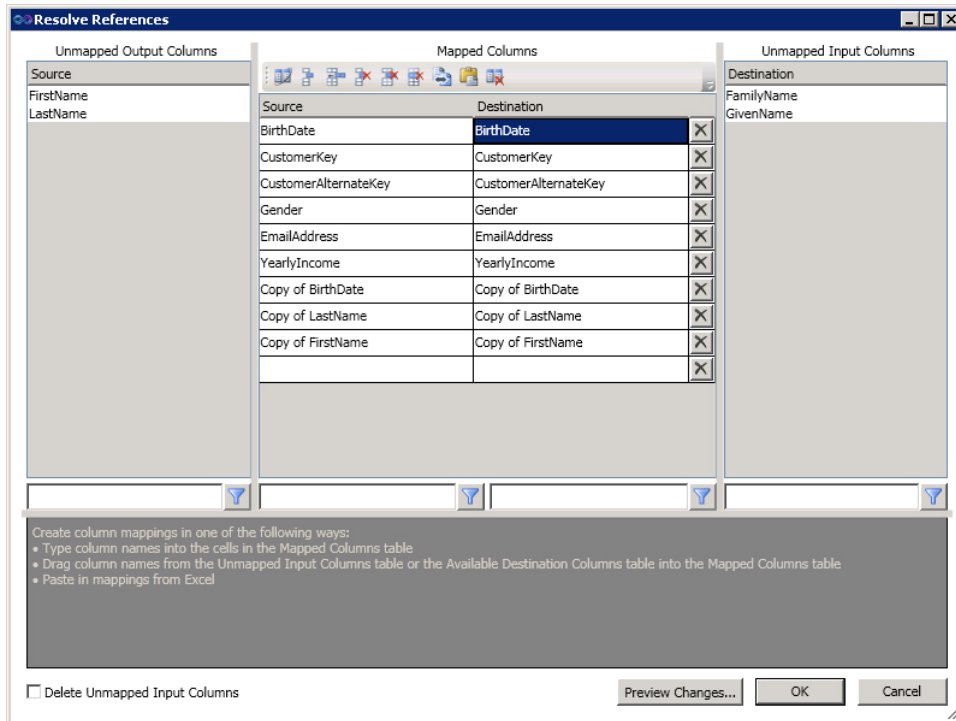 Resolve References
Unmapped Output Columns
Mapped Columns
Unmapped Input Columns
Source
FirstName
LastName
Source Destination
BirthDate BirthDate
CustomerKey CustomerKey
CustomerAlternateKey CustomerAlternateKey
Gender Gender
EmailAddress EmailAddress
YearlyIncome YearlyIncome
Copy of BirthDate Copy of BirthDate
Copy of LastName Copy of LastName
Copy of FirstName Copy of FirstName
Destination
FamilyName
GivenName
Create column mappings in one of the following ways:
• Type column names into the cells in the Mapped Columns table
• Drag column names from the Unmapped Input Columns table or the Available Destination Columns table into the Mapped Columns table
• Paste in mappings from Excel
Delete Unmapped Input Columns
Preview Changes...
OK
Cancel